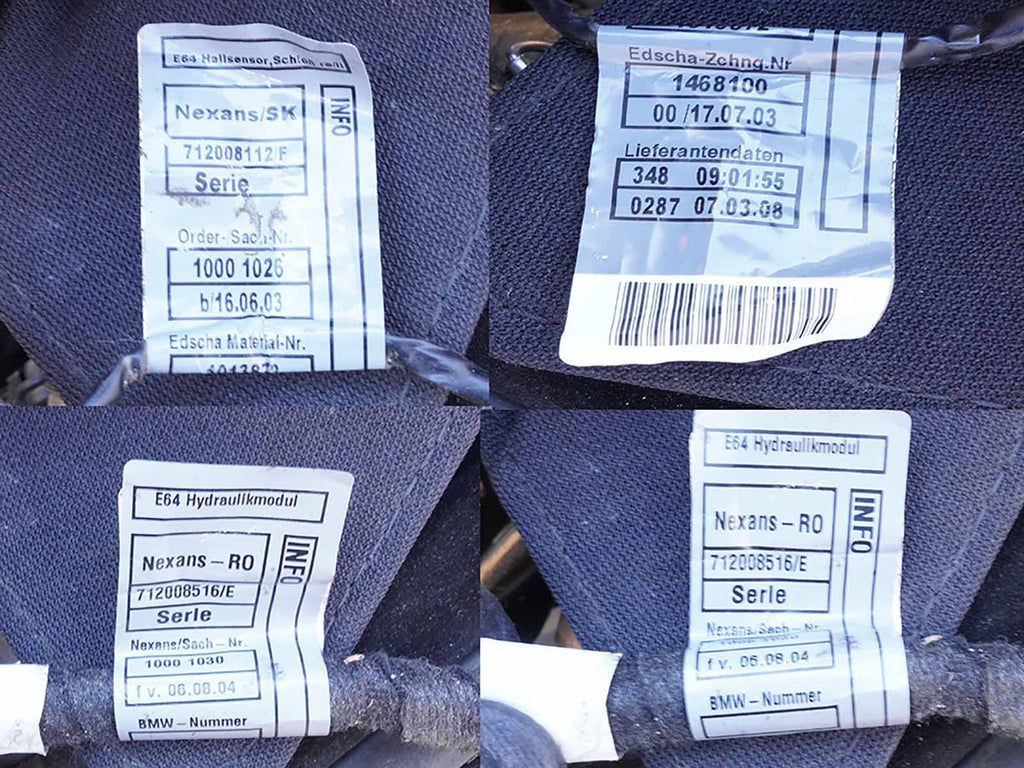 E64 Hallsensor,Schloß
INFO
Nexans/SK
712008112/F
Serie
Order-/Sach-Nr.
1000 1026
b/16.06.03
Edscha Material-Nr.
Edscha-Zchng.Nr
1468100
00 /17.07.03
Lieferantendaten
348 09:01:55
0287 07.03.08
E64 Hydraulikmodul
INFO
Nexans – RO
712008516/E
Serie
Nexans/Sach – Nr.
1000 1030
f v. 06.08.04
BMW – Nummer
E64 Hydraulikmodul
INFO
Nexans – RO
712008516/E
Serie
Nexans/Sach – Nr.
f v. 06.08.04
BMW – Nummer